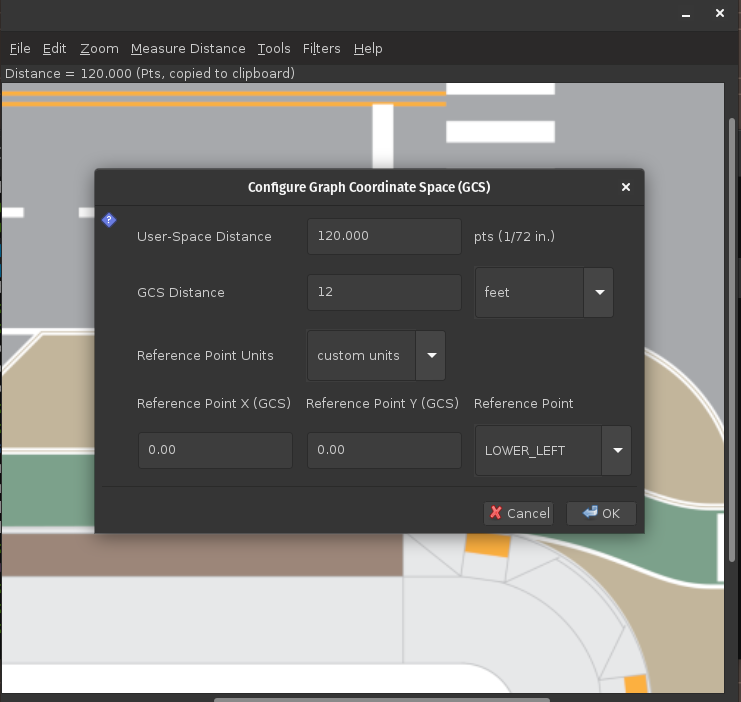 File Edit Zoom Measure Distance Tools Filters Help
Distance = 120.000 (Pts, copied to clipboard)
Configure Graph Coordinate Space (GCS)
User-Space Distance 120.000 pts (1/72 in.)
GCS Distance 12 feet
Reference Point Units custom units
Reference Point X (GCS) Reference Point Y (GCS) Reference Point
0.00 0.00 LOWER_LEFT
Cancel OK